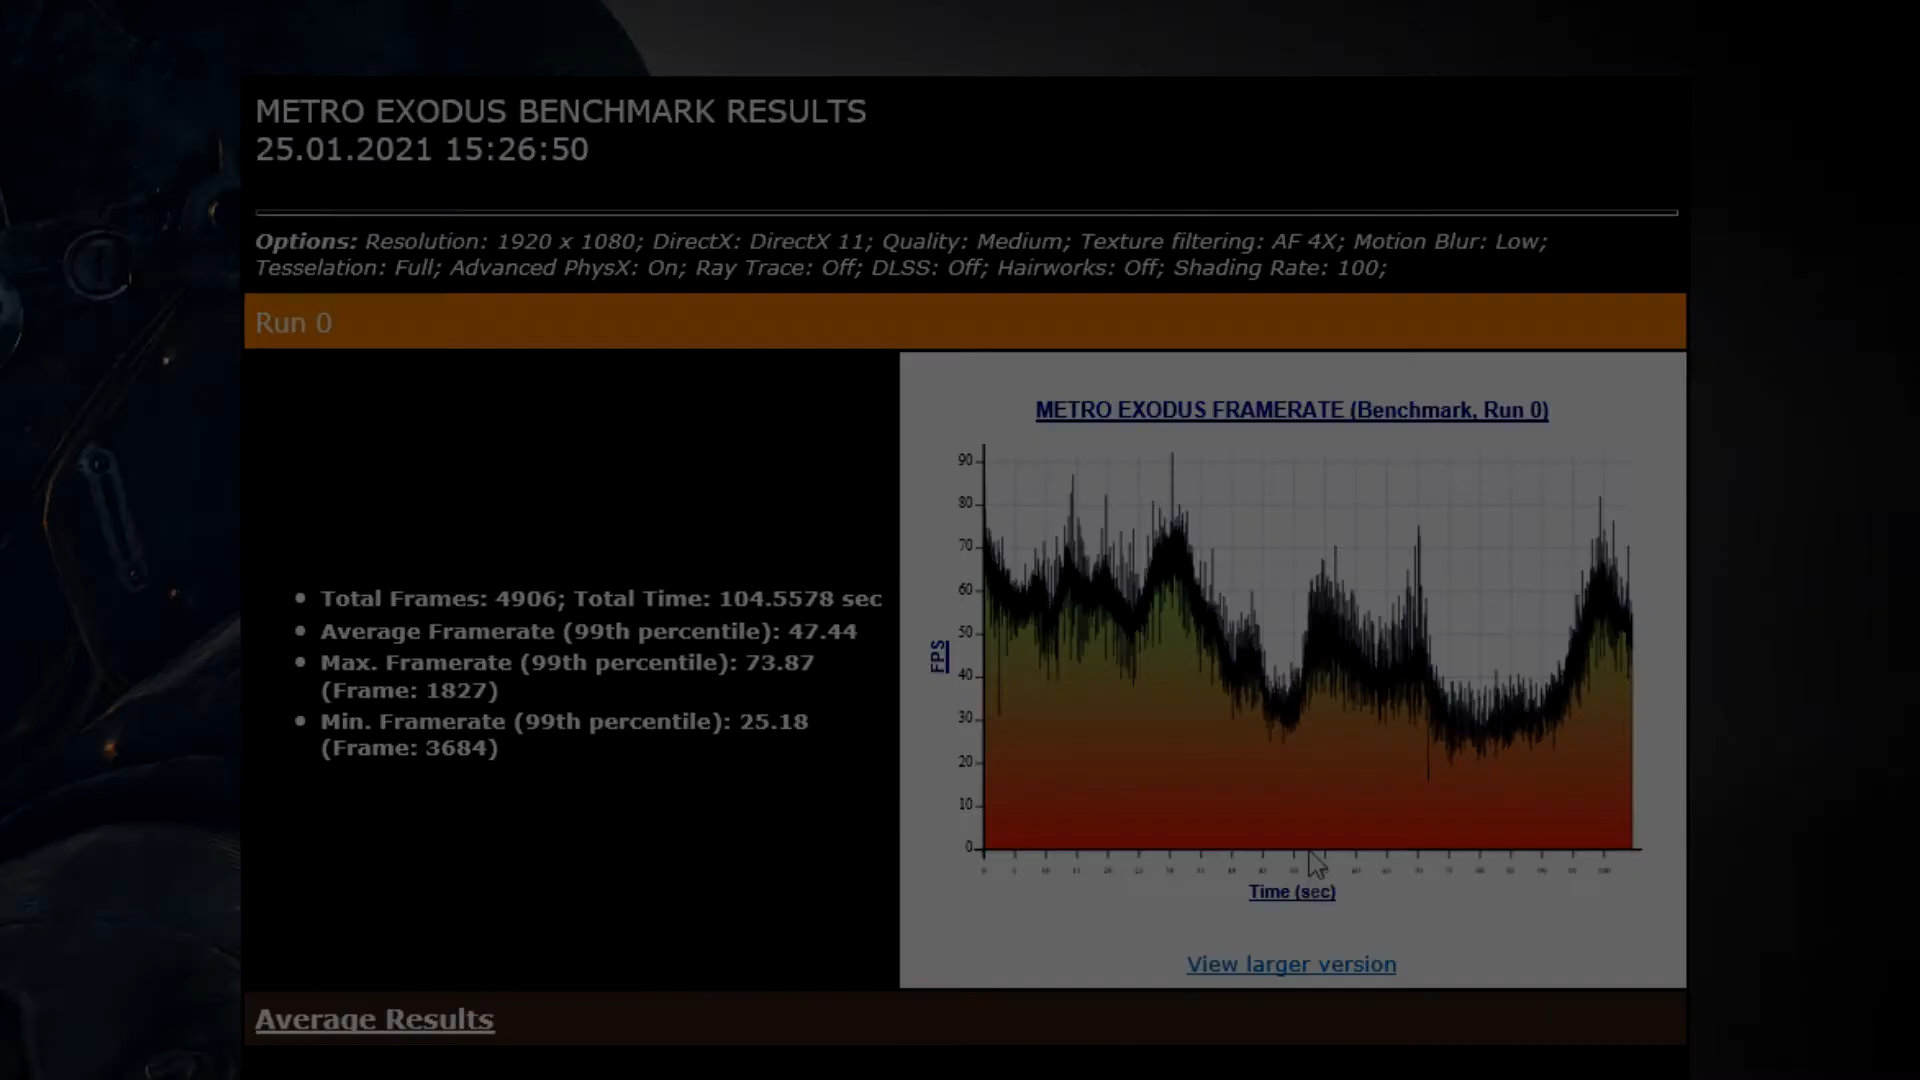 METRO EXODUS BENCHMARK RESULTS
25.01.2021 15:26:50
Options: Resolution: 1920 x 1080; DirectX: DirectX 11; Quality: Medium; Texture filtering: AF 4X; Motion Blur: Low;
Tesselation: Full; Advanced PhysX: On; Ray Trace: Off; DLSS: Off; Hairworks: Off; Shading Rate: 100;
Run 0
Total Frames: 4906; Total Time: 104.5578 sec
Average Framerate (99th percentile): 47.44
Max. Framerate (99th percentile): 73.87
(Frame: 1827)
Min. Framerate (99th percentile): 25.18
(Frame: 3684)
METRO EXODUS FRAMERATE (Benchmark, Run 0)
90
80
70
60
50
40
30
20
10
0
FPS
Time (sec)
View larger version
Average Results